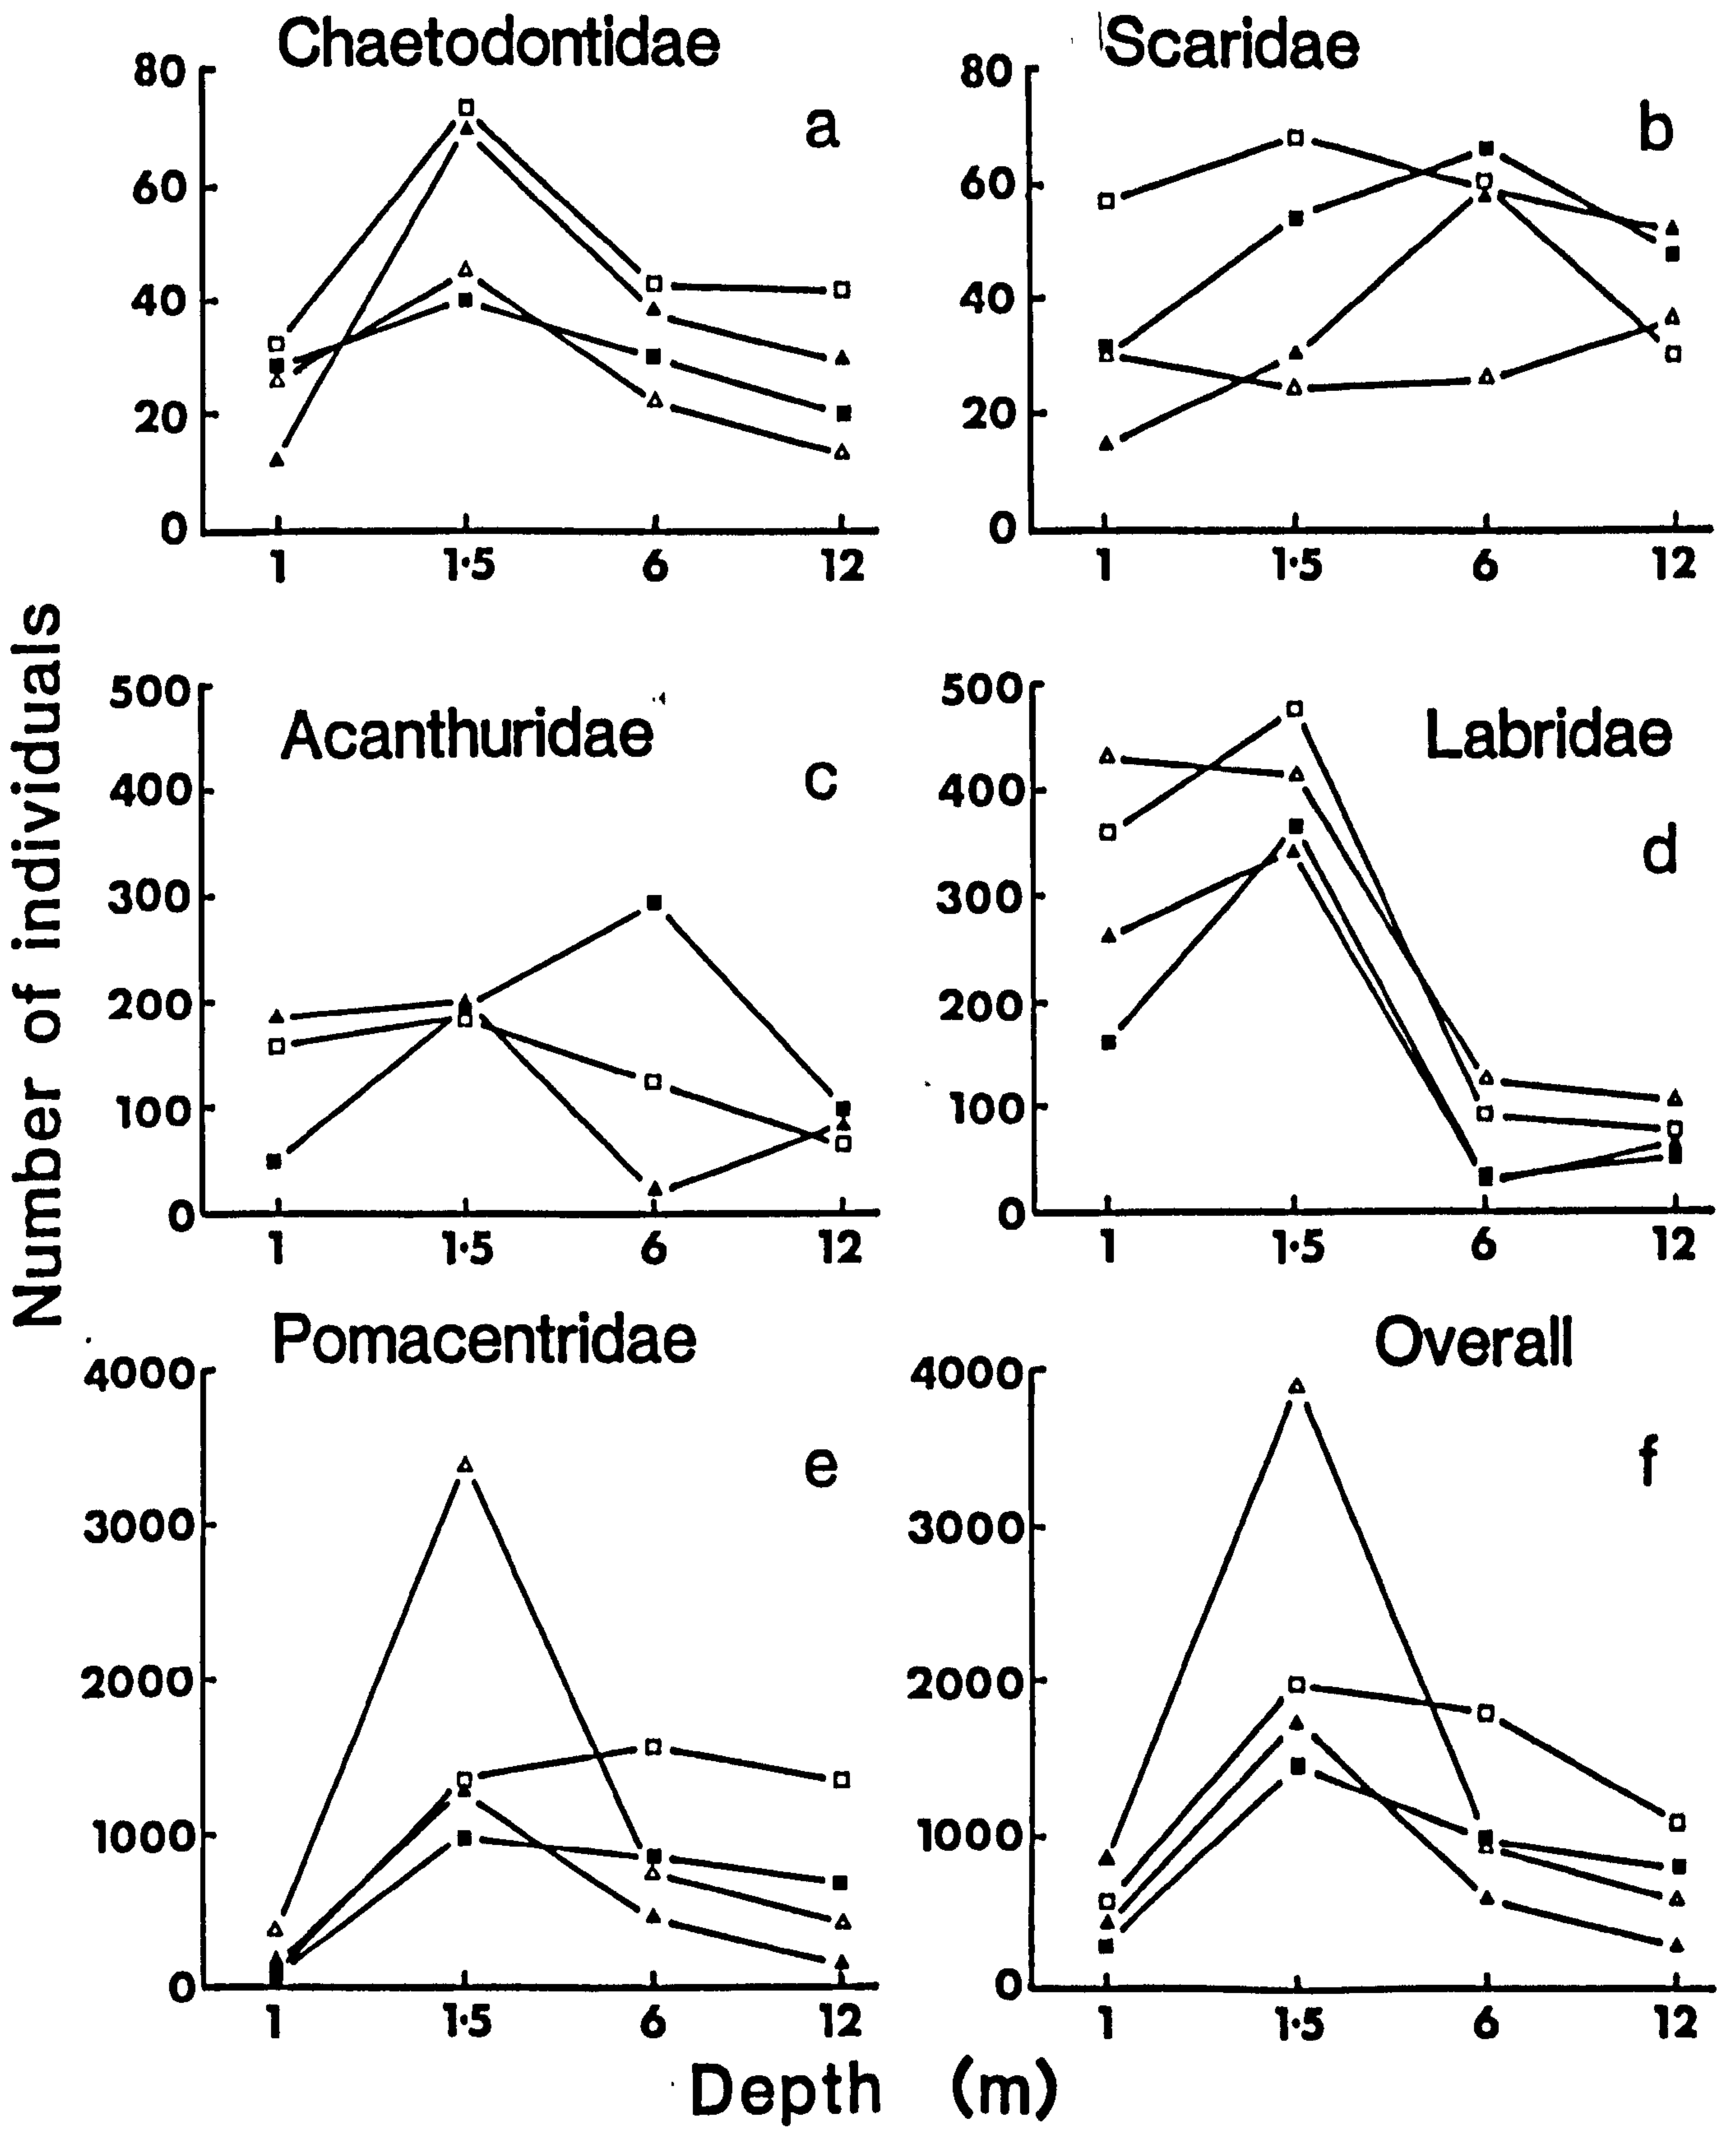 Chaetodontidae
80
60
40
20
0
a
1 1·5 6 12
Scaridae
80
60
40
20
0
b
1 1·5 6 12
Number of individuals
Acanthuridae
500
400
300
200
100
0
c
1 1·5 6 12
Labridae
500
400
300
200
100
0
d
1 1·5 6 12
Pomacentridae
4000
3000
2000
1000
0
e
1 1·5 6 12
Overall
4000
3000
2000
1000
0
f
1 1·5 6 12
Depth (m)